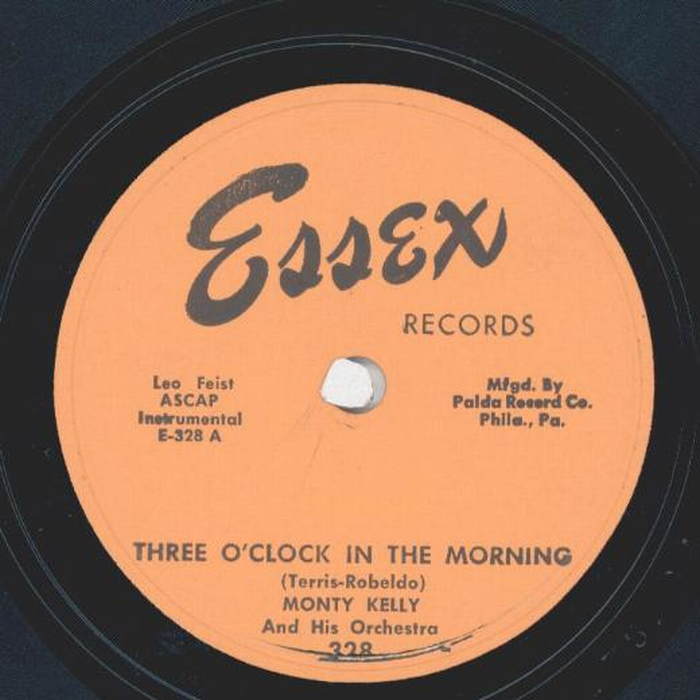 Essex
RECORDS
Leo Feist
ASCAP
Instrumental
E-328 A
Mfgd. By
Palda Record Co.
Phila., Pa.
THREE O'CLOCK IN THE MORNING
(Terris-Robeldo)
MONTY KELLY
And His Orchestra
328